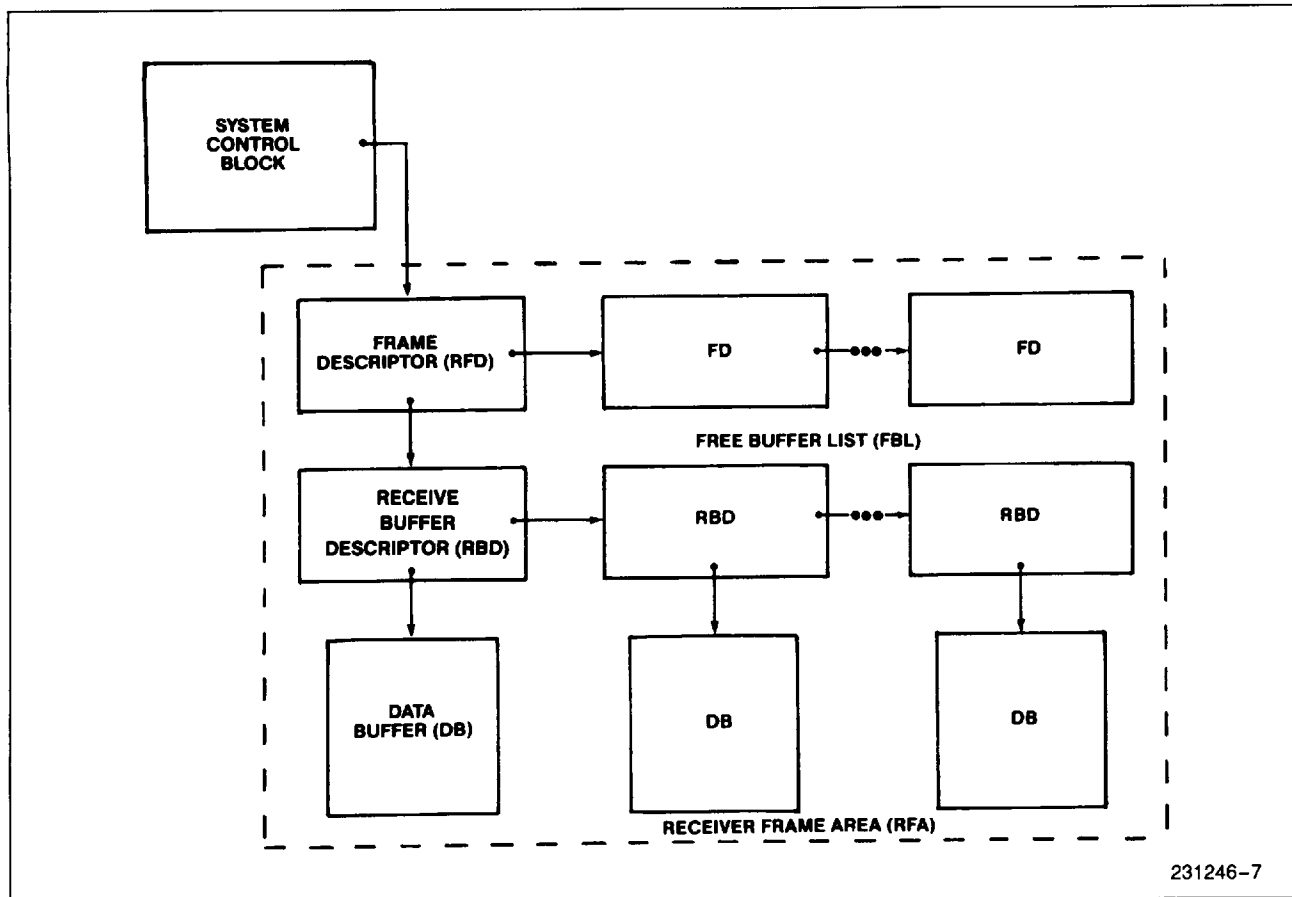 SYSTEM
CONTROL
BLOCK
FRAME
DESCRIPTOR (RFD)
FD
FD
FREE BUFFER LIST (FBL)
RECEIVE
BUFFER
DESCRIPTOR (RBD)
RBD
RBD
DATA
BUFFER (DB)
DB
DB
RECEIVER FRAME AREA (RFA)
231246-7